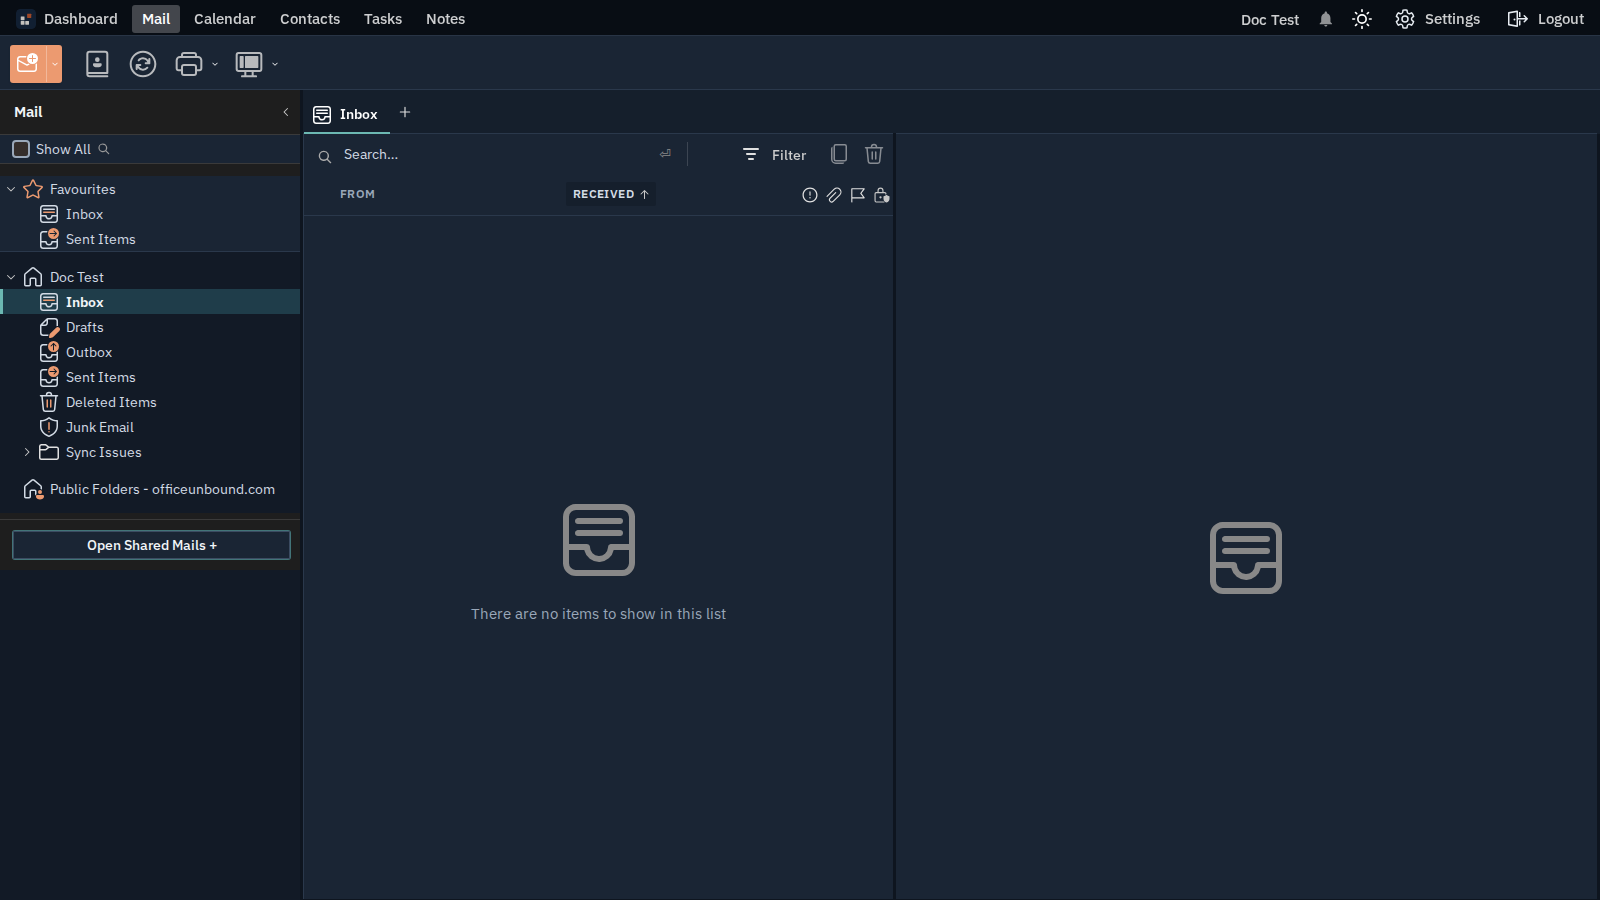 Dashboard
Mail
Calendar
Contacts
Tasks
Notes
Doc Test
Settings
Logout
Mail
Show All
Favourites
Inbox
Sent Items
Doc Test
Inbox
Drafts
Outbox
Sent Items
Deleted Items
Junk Email
Sync Issues
Public Folders - officeunbound.com
Open Shared Mails +
Inbox
Search...
Filter
FROM
RECEIVED
There are no items to show in this list